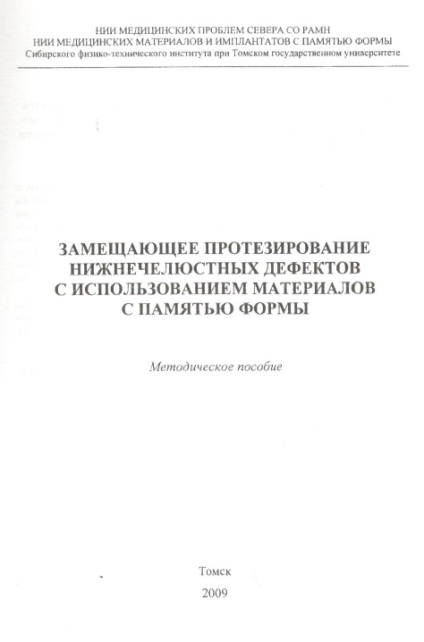 НИИ МЕДИЦИНСКИХ ПРОБЛЕМ СЕВЕРА СО РАМН
НИИ МЕДИЦИНСКИХ МАТЕРИАЛОВ И ИМПЛАНТАТОВ С ПАМЯТЬЮ ФОРМЫ
Сибирского физико-технического института при Томском государственном университете
ЗАМЕЩАЮЩЕЕ ПРОТЕЗИРОВАНИЕ
НИЖНЕЧЕЛЮСТНЫХ ДЕФЕКТОВ
С ИСПОЛЬЗОВАНИЕМ МАТЕРИАЛОВ
С ПАМЯТЬЮ ФОРМЫ
Методическое пособие
Томск
2009